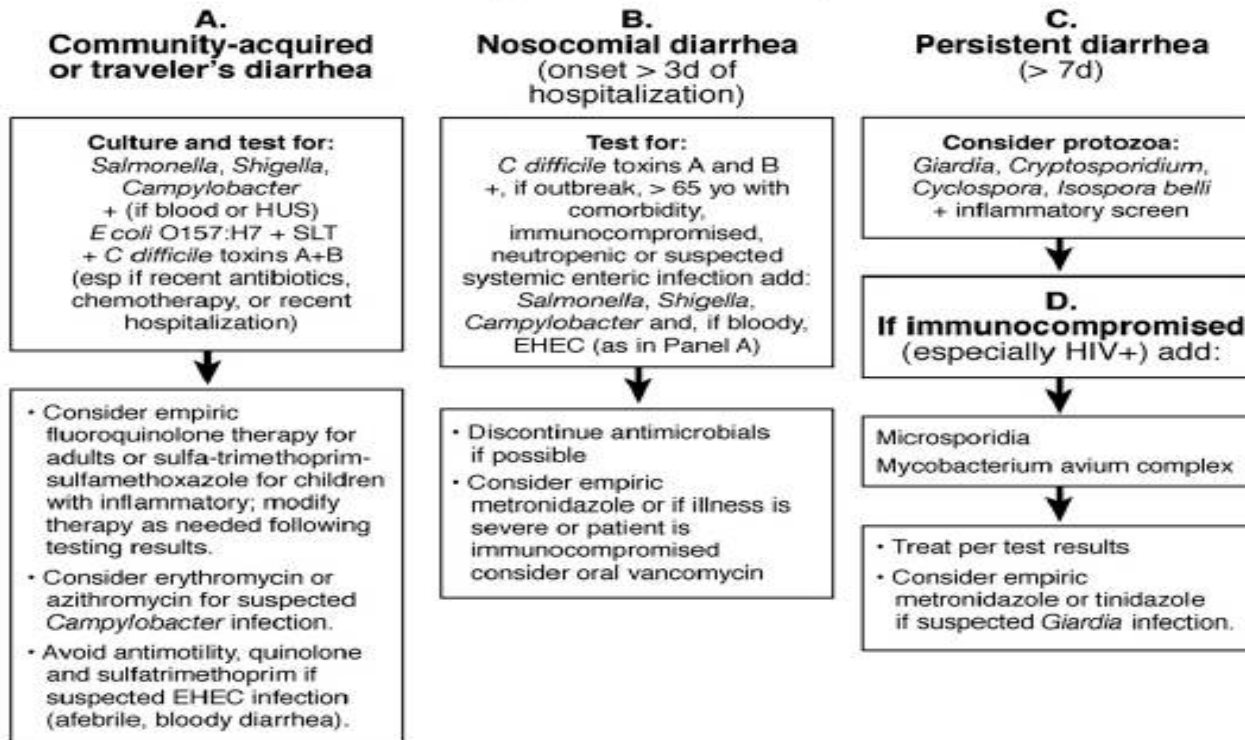 A.
Community-acquired
or traveler's diarrhea
Culture and test for:
Salmonella, Shigella,
Campylobacter
+ (if blood or HUS)
E coli O157:H7 + SLT
+ C difficile toxins A+B
(esp if recent antibiotics,
chemotherapy, or recent
hospitalization)
• Consider empiric
fluoroquinolone therapy for
adults or sulfa-trimethoprim-
sulfamethoxazole for children
with inflammatory; modify
therapy as needed following
testing results.
• Consider erythromycin or
azithromycin for suspected
Campylobacter infection.
• Avoid antimotility, quinolone
and sulfatrimethoprim if
suspected EHEC infection
(afebrile, bloody diarrhea).
B.
Nosocomial diarrhea
(onset > 3d of
hospitalization)
Test for:
C difficile toxins A and B
+, if outbreak, > 65 yo with
comorbidity,
immunocompromised,
neutropenic or suspected
systemic enteric infection add:
Salmonella, Shigella,
Campylobacter and, if bloody,
EHEC (as in Panel A)
• Discontinue antimicrobials
if possible
• Consider empiric
metronidazole or if illness is
severe or patient is
immunocompromised
consider oral vancomycin
C.
Persistent diarrhea
(> 7d)
Consider protozoa:
Giardia, Cryptosporidium,
Cyclospora, Isospora belli
+ inflammatory screen
D.
If immunocompromised
(especially HIV+) add:
Microsporidia
Mycobacterium avium complex
• Treat per test results
• Consider empiric
metronidazole or tinidazole
if suspected Giardia infection.